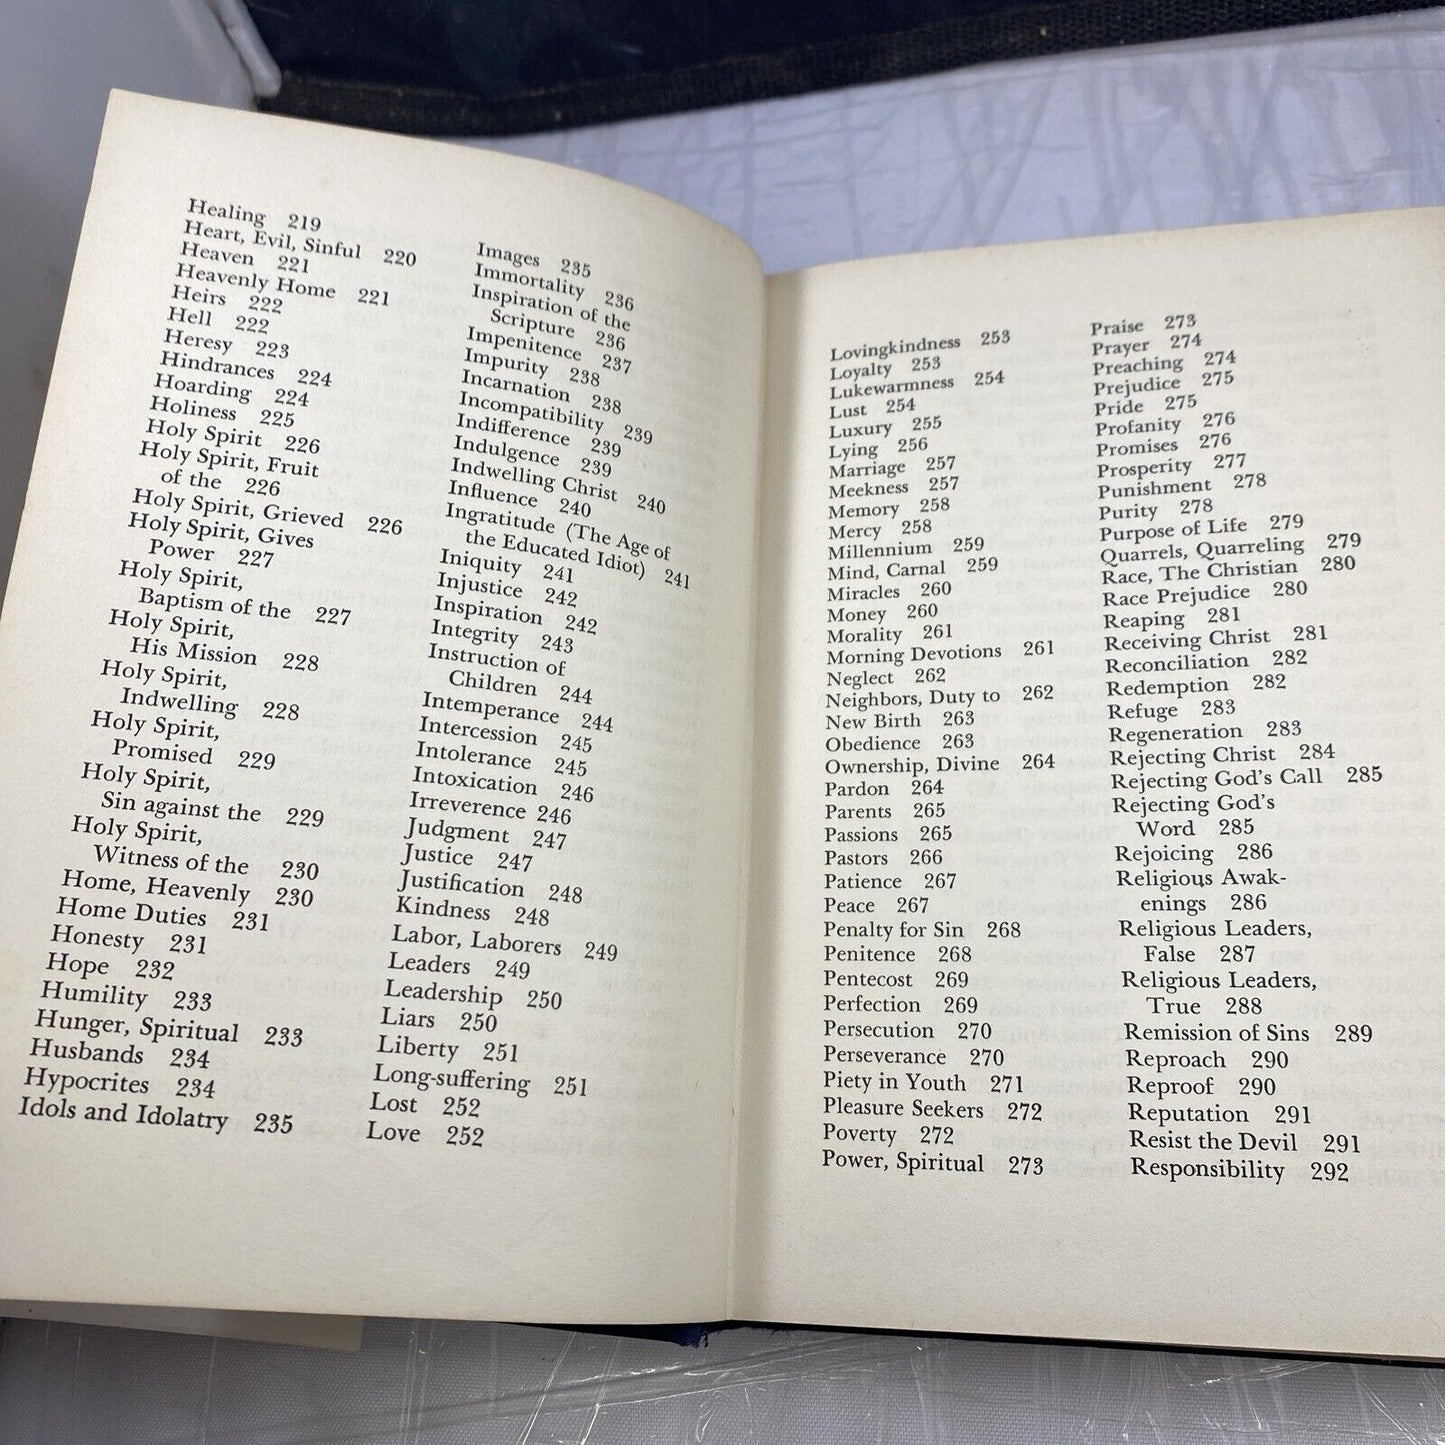 Healing 219
Heart, Evil, Sinful 220
Heaven 221
Heavenly Home 221
Heirs 222
Hell 222
Heresy 223
Hindrances 224
Hoarding 224
Holiness 225
Holy Spirit 226
Holy Spirit, Fruit
of the 226
Holy Spirit, Grieved 226
Holy Spirit, Gives
Power 227
Holy Spirit,
Baptism of the 227
Holy Spirit,
His Mission 228
Holy Spirit,
Indwelling 228
Holy Spirit,
Promised 229
Holy Spirit,
Sin against the 229
Holy Spirit,
Witness of the 230
Home, Heavenly 230
Home Duties 231
Honesty 231
Hope 232
Humility 233
Hunger, Spiritual 233
Husbands 234
Hypocrites 234
Idols and Idolatry 235
Images 235
Immortality 236
Inspiration of the
Scripture 236
Impenitence 237
Impurity 238
Incarnation 238
Incompatibility 239
Indifference 239
Indulgence 239
Indwelling Christ 240
Influence 240
Ingratitude (The Age of
the Educated Idiot) 241
Iniquity 241
Injustice 242
Inspiration 242
Integrity 243
Instruction of
Children 244
Intemperance 244
Intercession 245
Intolerance 245
Intoxication 246
Irreverence 246
Judgment 247
Justice 247
Justification 248
Kindness 248
Labor, Laborers 249
Leaders 249
Leadership 250
Liars 250
Liberty 251
Long-suffering 251
Lost 252
Love 252
Lovingkindness 253
Loyalty 253
Lukewarmness 254
Lust 254
Luxury 255
Lying 256
Marriage 257
Meekness 257
Memory 258
Mercy 258
Millennium 259
Mind, Carnal 259
Miracles 260
Money 260
Morality 261
Morning Devotions 261
Neglect 262
Neighbors, Duty to 262
New Birth 263
Obedience 263
Ownership, Divine 264
Pardon 264
Parents 265
Passions 265
Pastors 266
Patience 267
Peace 267
Penalty for Sin 268
Penitence 268
Pentecost 269
Perfection 269
Persecution 270
Perseverance 270
Piety in Youth 271
Pleasure Seekers 272
Poverty 272
Power, Spiritual 273
Praise 273
Prayer 274
Preaching 274
Prejudice 275
Pride 275
Profanity 276
Promises 276
Prosperity 277
Punishment 278
Purity 278
Purpose of Life 279
Quarrels, Quarreling 279
Race, The Christian 280
Race Prejudice 280
Reaping 281
Receiving Christ 281
Reconciliation 282
Redemption 282
Refuge 283
Regeneration 283
Rejecting Christ 284
Rejecting God's Call 285
Rejecting God's
Word 285
Rejoicing 286
Religious Awak-
enings 286
Religious Leaders,
False 287
Religious Leaders,
True 288
Remission of Sins 289
Reproach 290
Reproof 290
Reputation 291
Resist the Devil 291
Responsibility 292